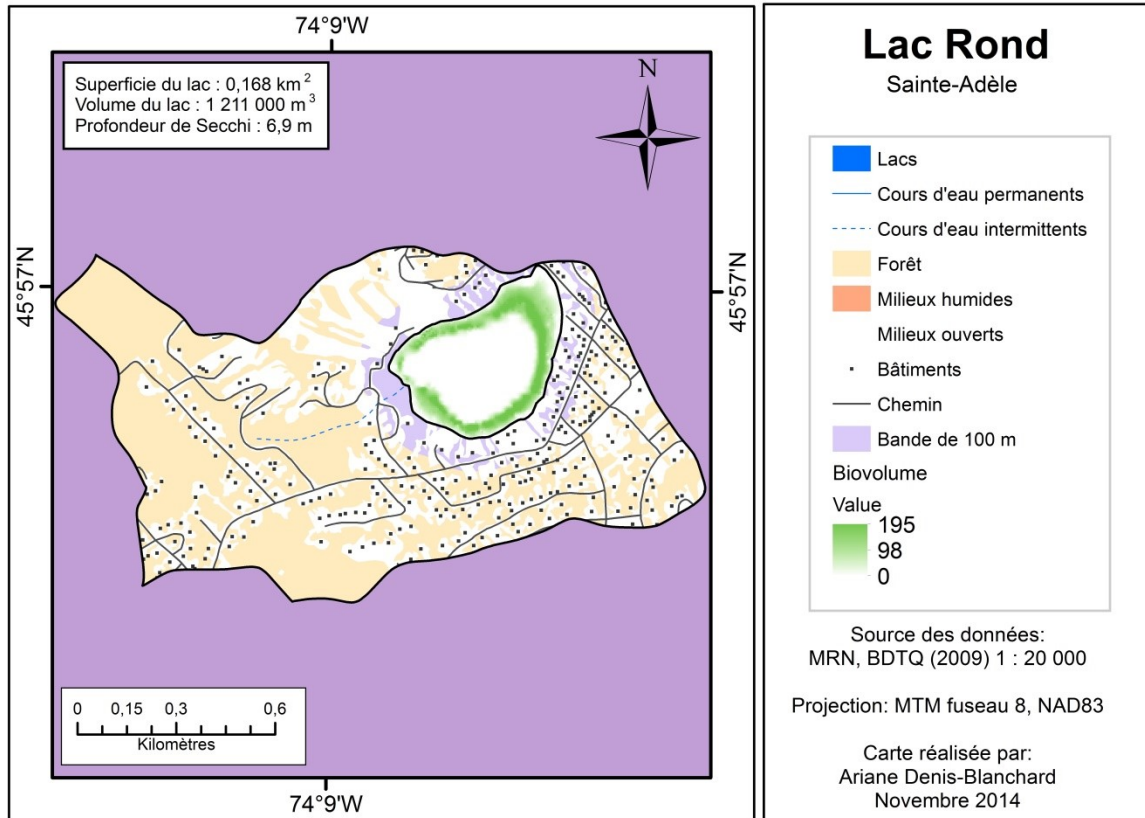 74°9'W
Superficie du lac : 0,168 km²
Volume du lac : 1 211 000 m³
Profondeur de Secchi : 6,9 m
N
45°57'N
45°57'N
0 0,15 0,3 0,6
Kilomètres
74°9'W
Lac Rond
Sainte-Adèle
Lacs
Cours d'eau permanents
Cours d'eau intermittents
Forêt
Milieux humides
Milieux ouverts
Bâtiments
Chemin
Bande de 100 m
Biovolume
Value
195
98
0
Source des données:
MRN, BDTQ (2009) 1 : 20 000
Projection: MTM fuseau 8, NAD83
Carte réalisée par:
Ariane Denis-Blanchard
Novembre 2014